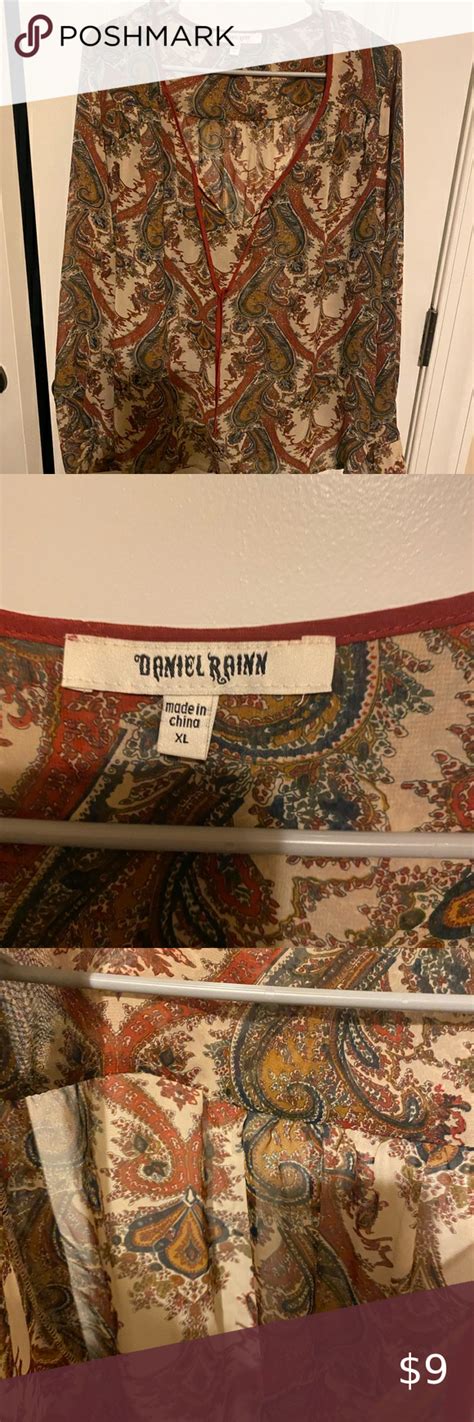 POSHMARK
DANIEL RAINN
made in
china
XL
$9